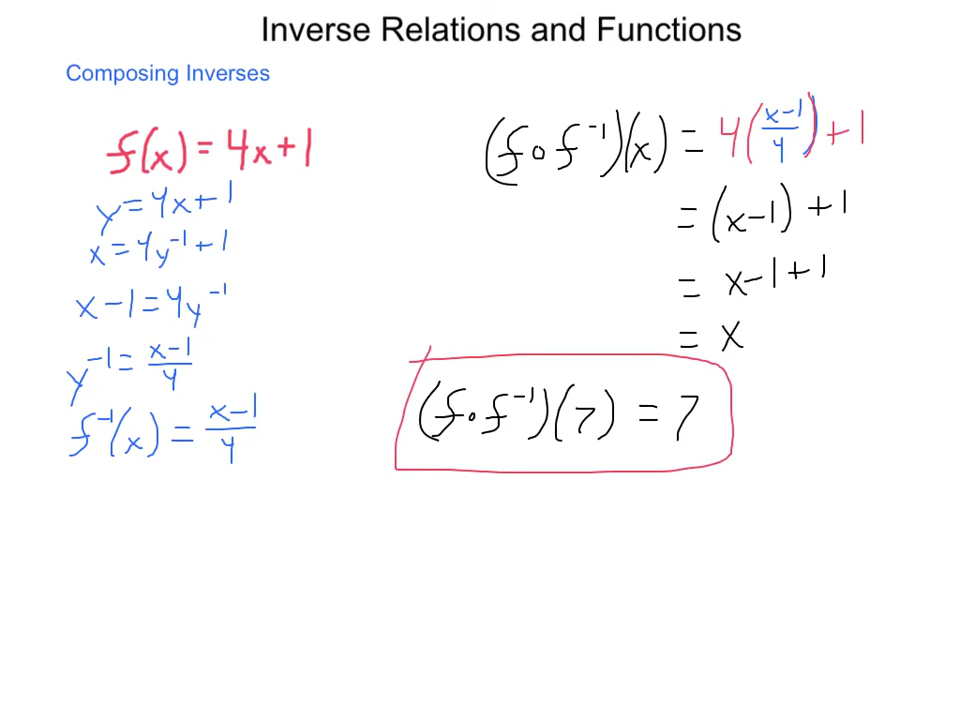 Inverse Relations and Functions
Composing Inverses
f(x) = 4x+1
y = 4x+1
x = 4y⁻¹ + 1
x - 1 = 4y⁻¹
y⁻¹ = (x-1)/4
f⁻¹(x) = (x-1)/4
(f∘f⁻¹)(x) = 4((x-1)/4) + 1
= (x-1) + 1
= x-1+1
= x
(f∘f⁻¹)(7) = 7